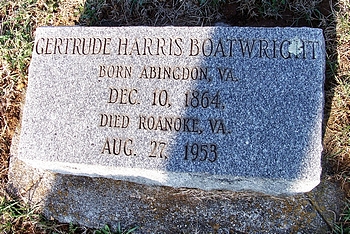 GERTRUDE HARRIS BOATWRIGHT
BORN ABINGDON, VA.
DEC. 10, 1864.
DIED ROANOKE, VA.
AUG. 27, 1953